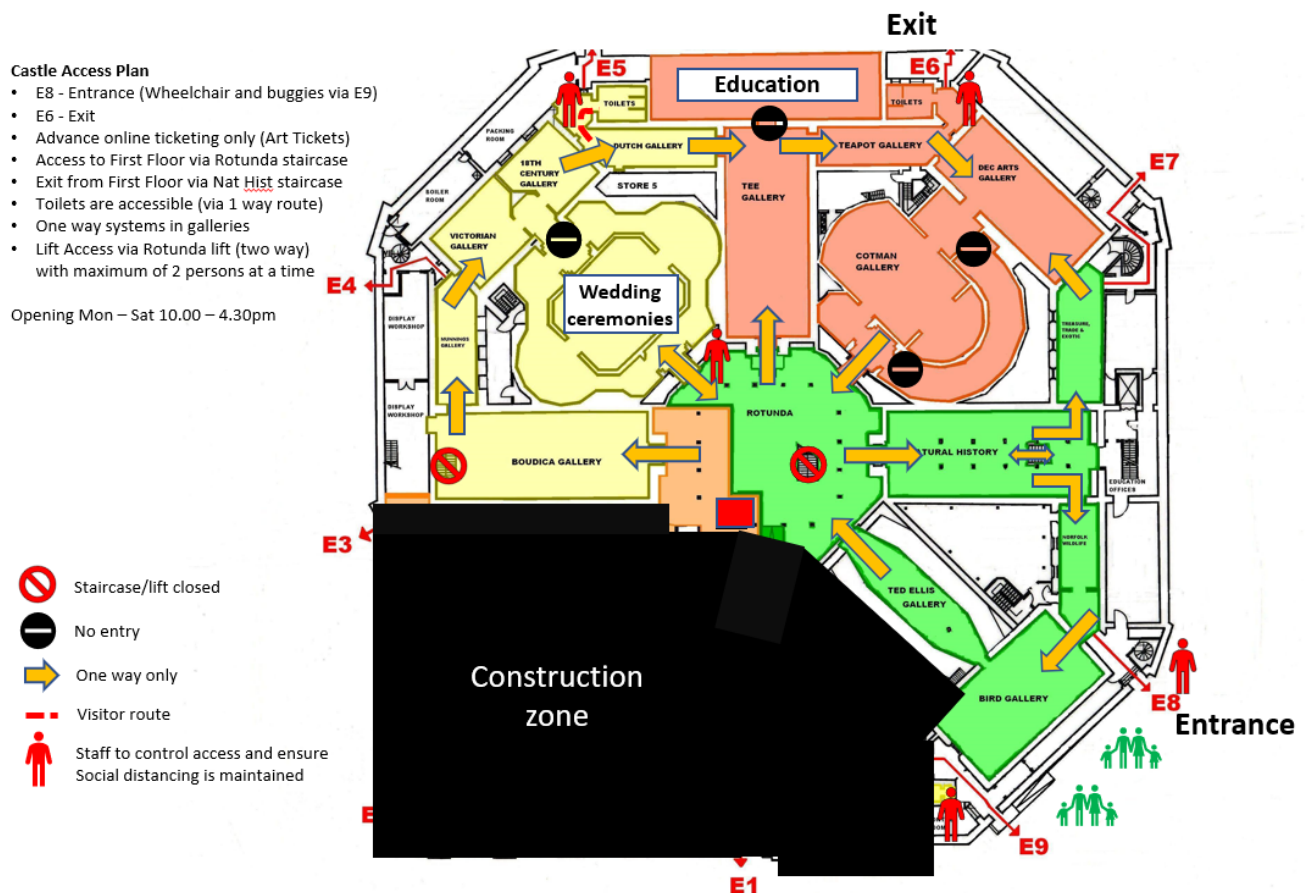 Exit
Castle Access Plan
• E8 - Entrance (Wheelchair and buggies via E9)
• E6 - Exit
• Advance online ticketing only (Art Tickets)
• Access to First Floor via Rotunda staircase
• Exit from First Floor via Nat Hist staircase
• Toilets are accessible (via 1 way route)
• One way systems in galleries
• Lift Access via Rotunda lift (two way)
with maximum of 2 persons at a time
Opening Mon – Sat 10.00 – 4.30pm
E5
E6
Education
TOILETS
TOILETS
PACKING
ROOM
DUTCH GALLERY
TEAPOT GALLERY
18TH
CENTURY
GALLERY
STORE 5
TEE
GALLERY
DEC ARTS
GALLERY
E7
BOILER
ROOM
VICTORIAN
GALLERY
COTMAN
GALLERY
E4
Wedding
ceremonies
DISPLAY
WORKSHOP
MUNNINGS
GALLERY
TREASURE,
TRADE &
EXOTIC
DISPLAY
WORKSHOP
ROTUNDA
BOUDICA GALLERY
ATURAL HISTORY
EDUCATION
OFFICES
E3
NORFOLK
WILDLIFE
Staircase/lift closed
No entry
One way only
Visitor route
Staff to control access and ensure
Social distancing is maintained
TED ELLIS
GALLERY
Construction
zone
BIRD GALLERY
E8
Entrance
E9
E1